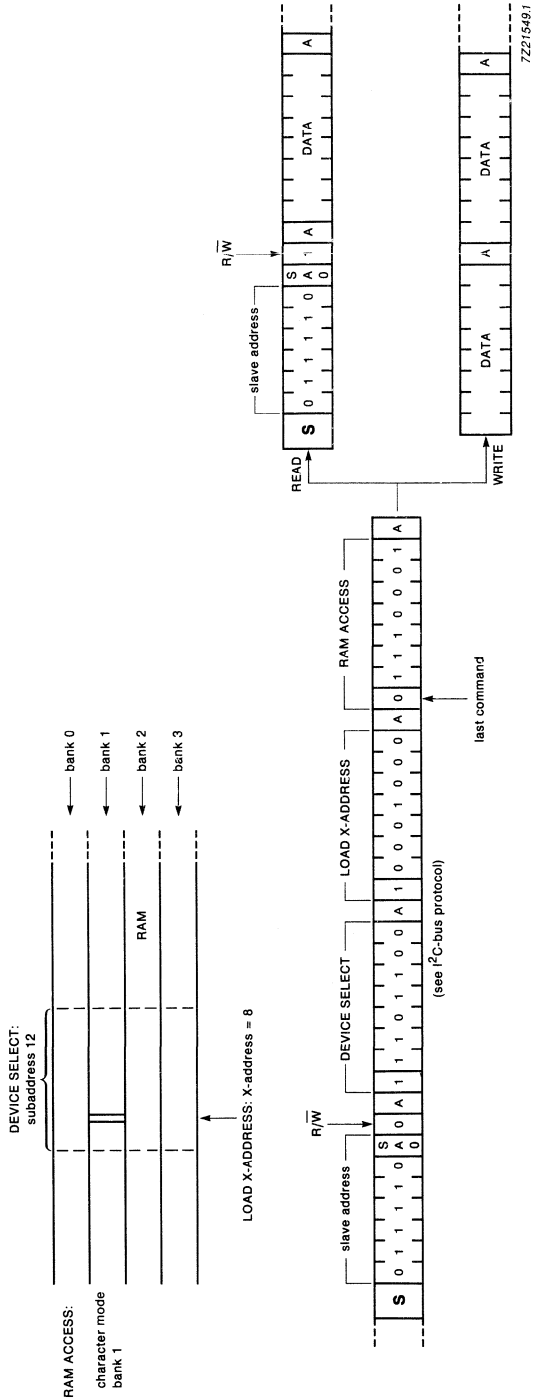 DEVICE SELECT:
subaddress 12
RAM ACCESS:
bank 0
character mode
bank 1
bank 1
RAM
bank 2
bank 3
LOAD X-ADDRESS: X-address = 8
R/W
slave address
READ
S 0 1 1 1 1 0 SA0 1 A DATA A
R/W
slave address
DEVICE SELECT
LOAD X-ADDRESS
RAM ACCESS
S 0 1 1 1 1 0 SA0 0 A 1 1 1 0 1 1 0 0 A 1 0 0 0 1 0 0 0 A 0 1 1 1 0 0 0 1 A
last command
(see I²C-bus protocol)
WRITE
DATA A DATA A
7Z21549.1